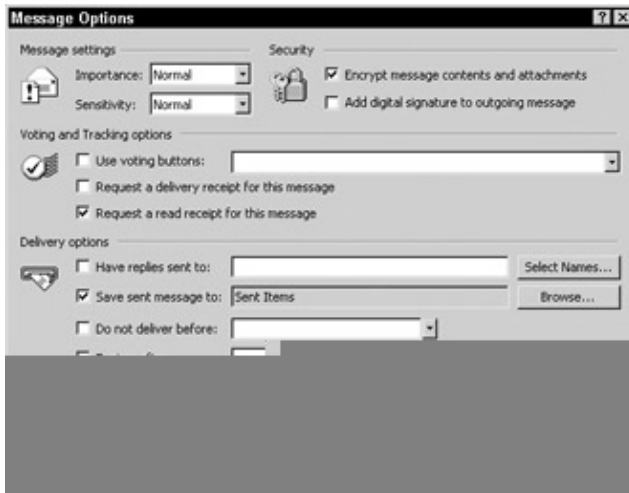 Message Options
Message settings Security
Importance: Normal Encrypt message contents and attachments
Sensitivity: Normal Add digital signature to outgoing message
Voting and Tracking options
Use voting buttons:
Request a delivery receipt for this message
Request a read receipt for this message
Delivery options
Have replies sent to: Select Names...
Save sent message to: Sent Items Browse...
Do not deliver before: